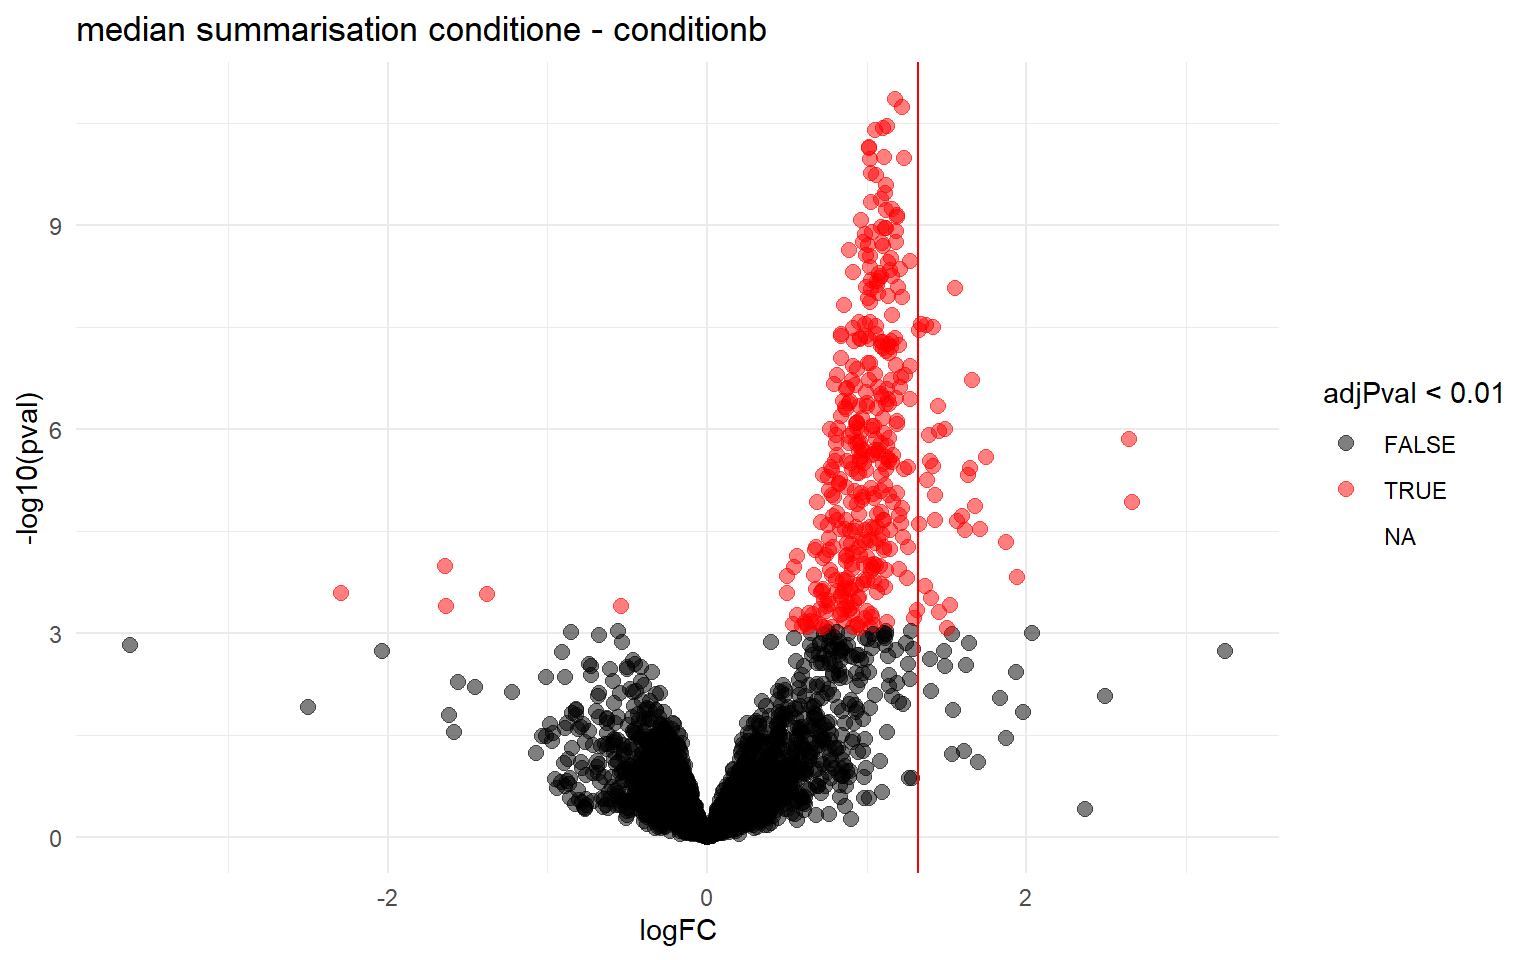 median summarisation conditione - conditionb
-log10(pval)
9
6
3
0
-2
0
2
logFC
adjPval < 0.01
FALSE
TRUE
NA